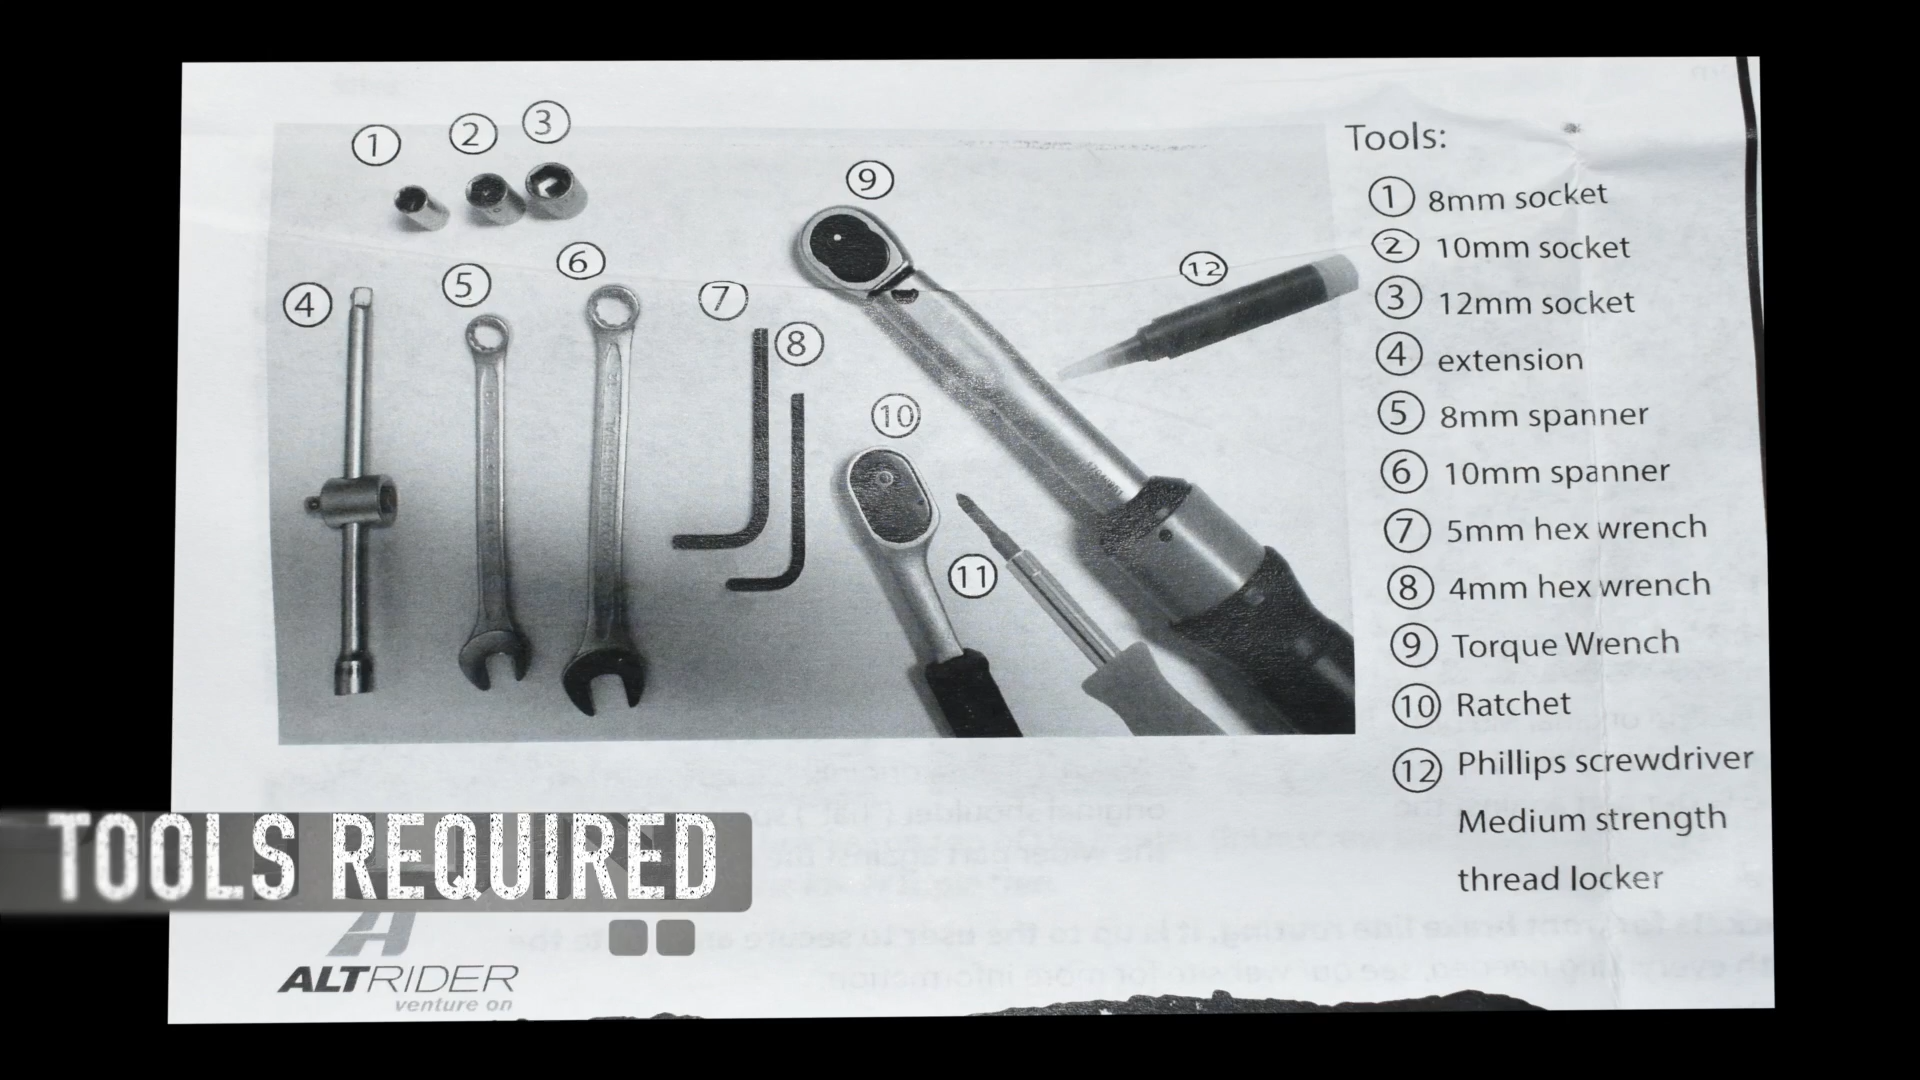 1
2
3
4
5
6
7
8
9
10
11
12
Tools:
1 8mm socket
2 10mm socket
3 12mm socket
4 extension
5 8mm spanner
6 10mm spanner
7 5mm hex wrench
8 4mm hex wrench
9 Torque Wrench
10 Ratchet
12 Phillips screwdriver
Medium strength
thread locker
TOOLS REQUIRED
ALTRIDER
venture on